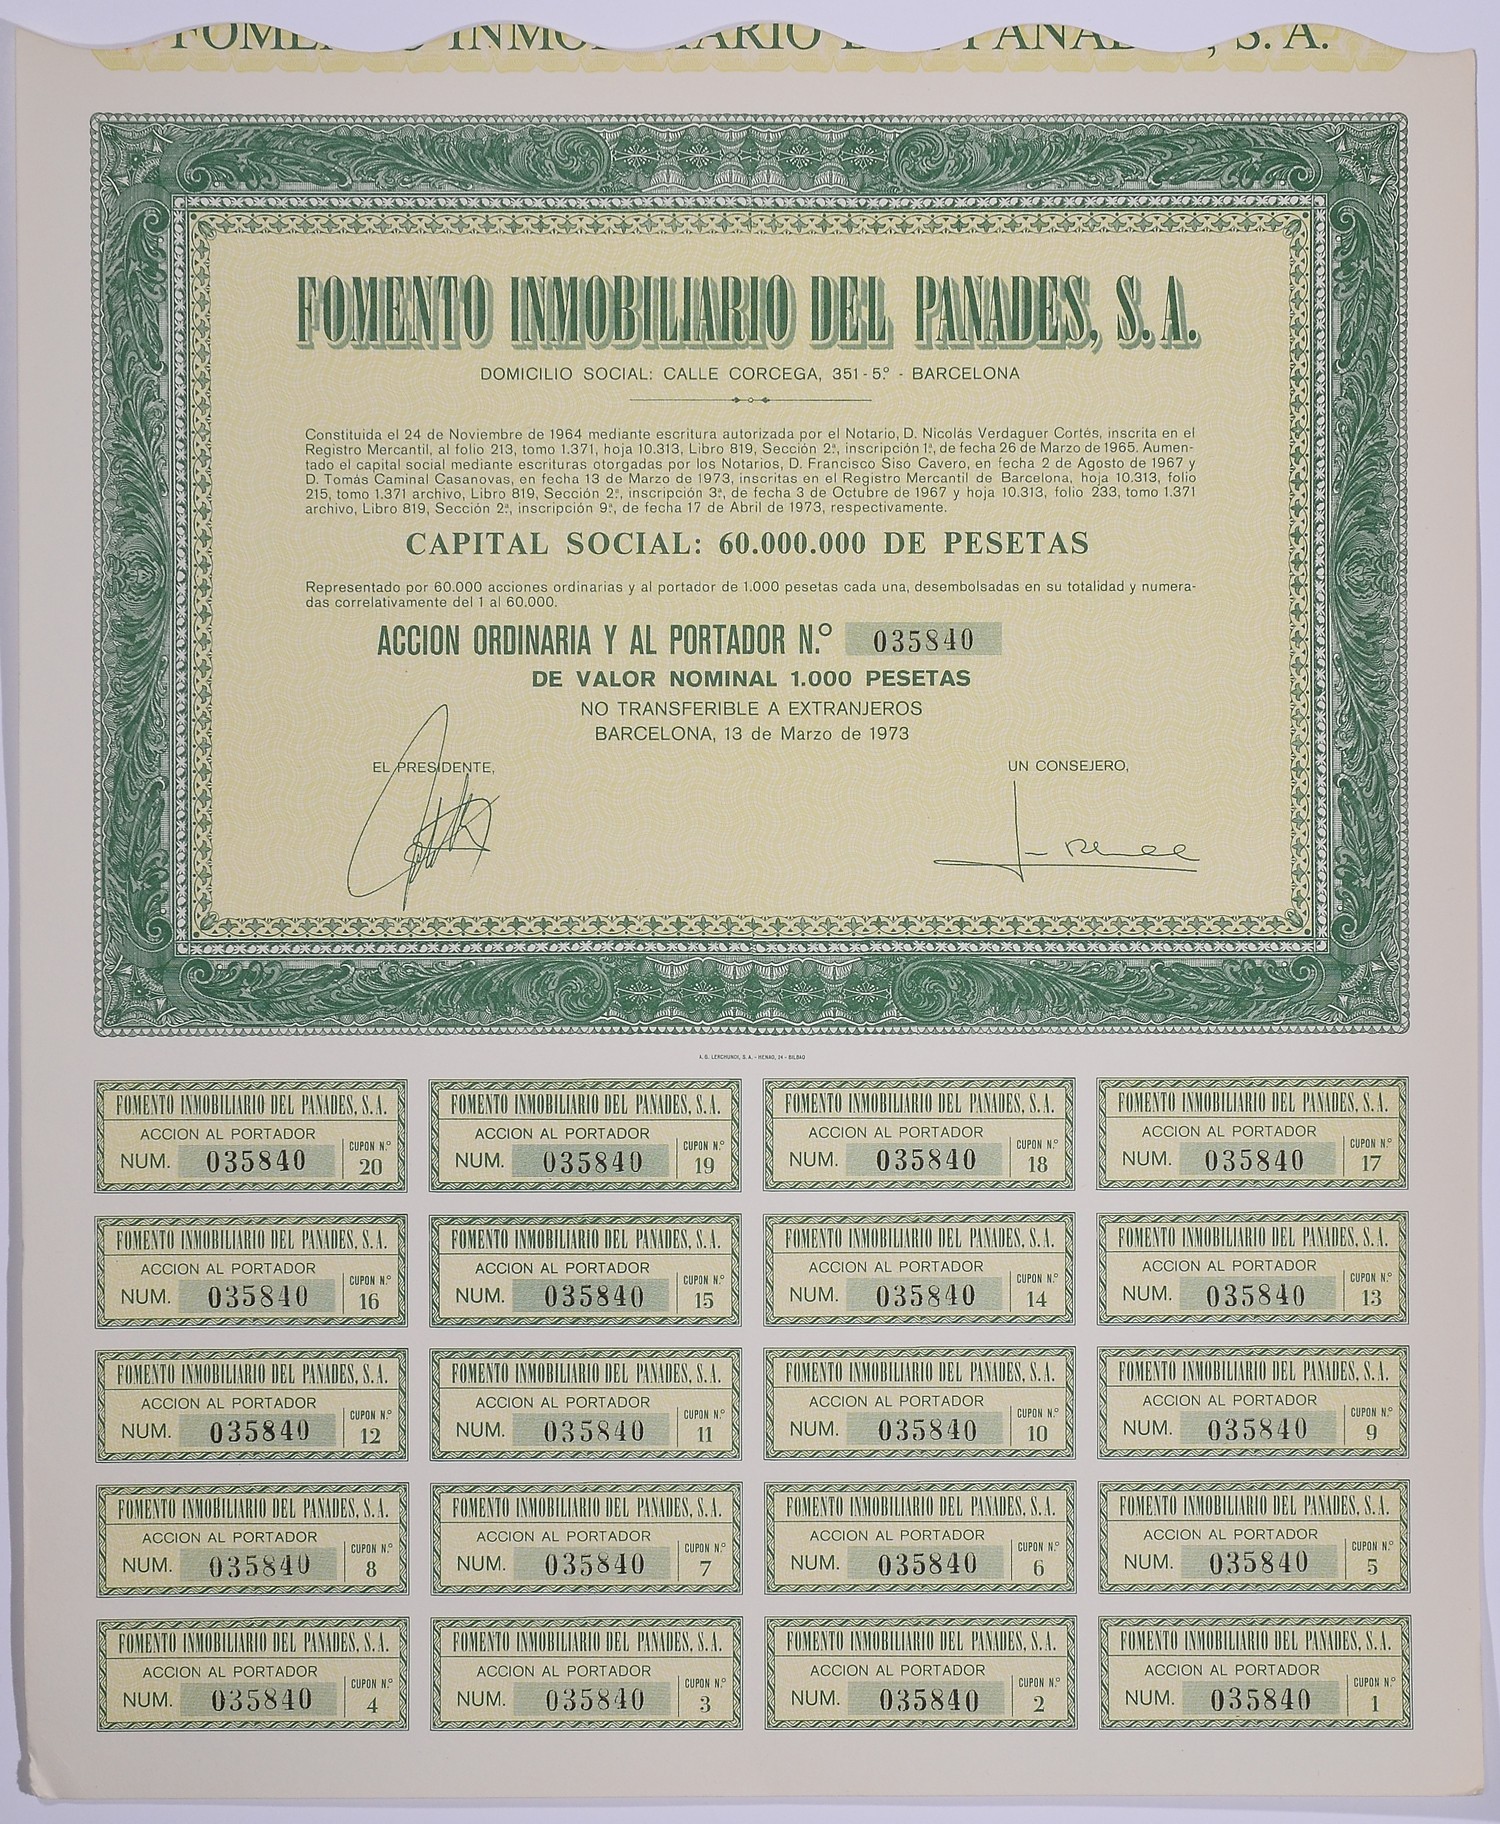 FOMENTO INMOBILIARIO DEL PANADES, S. A.
DOMICILIO SOCIAL: CALLE CORCEGA, 351 - 5.º - BARCELONA
Constituida el 24 de Noviembre de 1964 mediante escritura autorizada por el Notario, D. Nicolás Verdaguer Cortés, inscrita en el
Registro Mercantil, al folio 213, tomo 1.371, hoja 10.313, Libro 819, Sección 2.ª, inscripción 1.ª, de fecha 26 de Marzo de 1965. Aumen-
tado el capital social mediante escrituras otorgadas por los Notarios, D. Francisco Siso Cavero, en fecha 2 de Agosto de 1967 y
D. Tomás Caminal Casanovas, en fecha 13 de Marzo de 1973, inscritas en el Registro Mercantil de Barcelona, hoja 10.313, folio
215, tomo 1.371 archivo, Libro 819, Sección 2.ª, inscripción 3.ª, de fecha 3 de Octubre de 1967 y hoja 10.313, folio 233, tomo 1.371
archivo, Libro 819, Sección 2.ª, inscripción 9.ª, de fecha 17 de Abril de 1973, respectivamente.
CAPITAL SOCIAL: 60.000.000 DE PESETAS
Representado por 60.000 acciones ordinarias y al portador de 1.000 pesetas cada una, desembolsadas en su totalidad y numera-
das correlativamente del 1 al 60.000.
ACCION ORDINARIA Y AL PORTADOR N.º 035840
DE VALOR NOMINAL 1.000 PESETAS
NO TRANSFERIBLE A EXTRANJEROS
BARCELONA, 13 de Marzo de 1973
EL PRESIDENTE, UN CONSEJERO,
A. G. LERCHUNDI, S. A. - HENAO, 24 - BILBAO
FOMENTO INMOBILIARIO DEL PANADES, S. A. FOMENTO INMOBILIARIO DEL PANADES, S. A. FOMENTO INMOBILIARIO DEL PANADES, S. A. FOMENTO INMOBILIARIO DEL PANADES, S. A.
ACCION AL PORTADOR CUPON N.º ACCION AL PORTADOR CUPON N.º ACCION AL PORTADOR CUPON N.º ACCION AL PORTADOR CUPON N.º
NUM. 035840 20 NUM. 035840 19 NUM. 035840 18 NUM. 035840 17
FOMENTO INMOBILIARIO DEL PANADES, S. A. FOMENTO INMOBILIARIO DEL PANADES, S. A. FOMENTO INMOBILIARIO DEL PANADES, S. A. FOMENTO INMOBILIARIO DEL PANADES, S. A.
ACCION AL PORTADOR CUPON N.º ACCION AL PORTADOR CUPON N.º ACCION AL PORTADOR CUPON N.º ACCION AL PORTADOR CUPON N.º
NUM. 035840 16 NUM. 035840 15 NUM. 035840 14 NUM. 035840 13
FOMENTO INMOBILIARIO DEL PANADES, S. A. FOMENTO INMOBILIARIO DEL PANADES, S. A. FOMENTO INMOBILIARIO DEL PANADES, S. A. FOMENTO INMOBILIARIO DEL PANADES, S. A.
ACCION AL PORTADOR CUPON N.º ACCION AL PORTADOR CUPON N.º ACCION AL PORTADOR CUPON N.º ACCION AL PORTADOR CUPON N.º
NUM. 035840 12 NUM. 035840 11 NUM. 035840 10 NUM. 035840 9
FOMENTO INMOBILIARIO DEL PANADES, S. A. FOMENTO INMOBILIARIO DEL PANADES, S. A. FOMENTO INMOBILIARIO DEL PANADES, S. A. FOMENTO INMOBILIARIO DEL PANADES, S. A.
ACCION AL PORTADOR CUPON N.º ACCION AL PORTADOR CUPON N.º ACCION AL PORTADOR CUPON N.º ACCION AL PORTADOR CUPON N.º
NUM. 035840 8 NUM. 035840 7 NUM. 035840 6 NUM. 035840 5
FOMENTO INMOBILIARIO DEL PANADES, S. A. FOMENTO INMOBILIARIO DEL PANADES, S. A. FOMENTO INMOBILIARIO DEL PANADES, S. A. FOMENTO INMOBILIARIO DEL PANADES, S. A.
ACCION AL PORTADOR CUPON N.º ACCION AL PORTADOR CUPON N.º ACCION AL PORTADOR CUPON N.º ACCION AL PORTADOR CUPON N.º
NUM. 035840 4 NUM. 035840 3 NUM. 035840 2 NUM. 035840 1